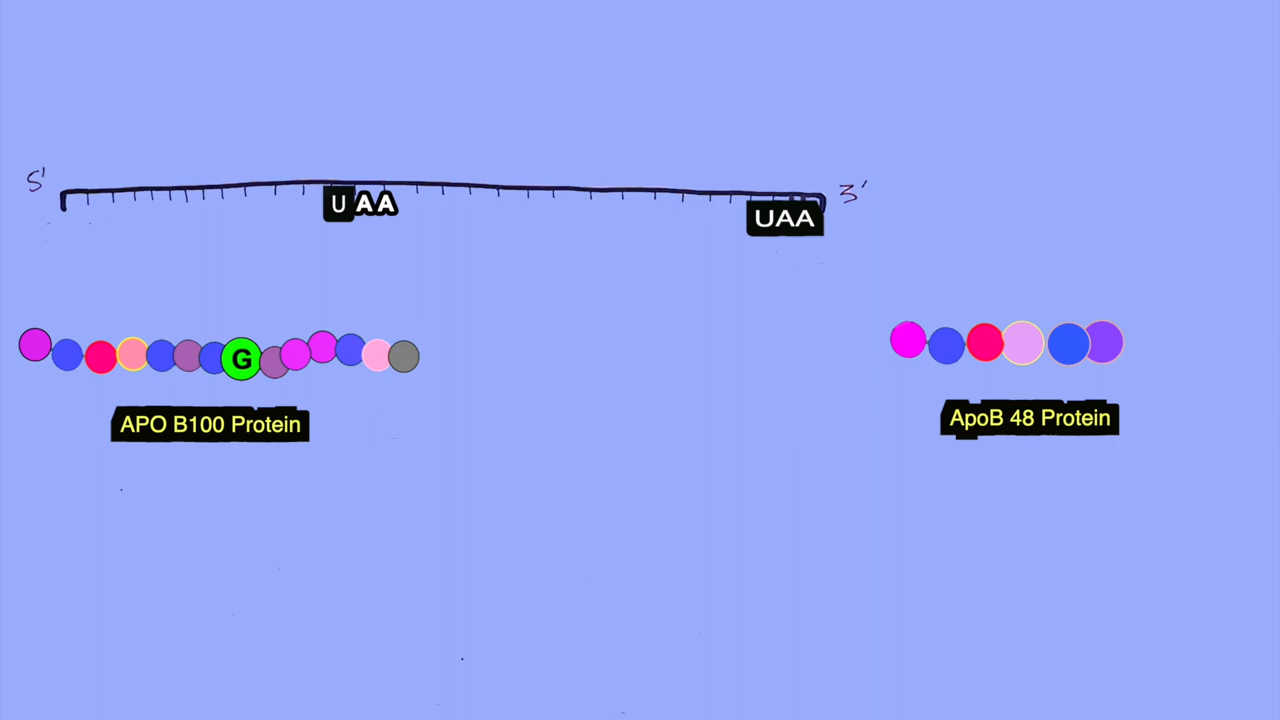 5'
3'
UAA
UAA
G
APO B100 Protein
ApoB 48 Protein